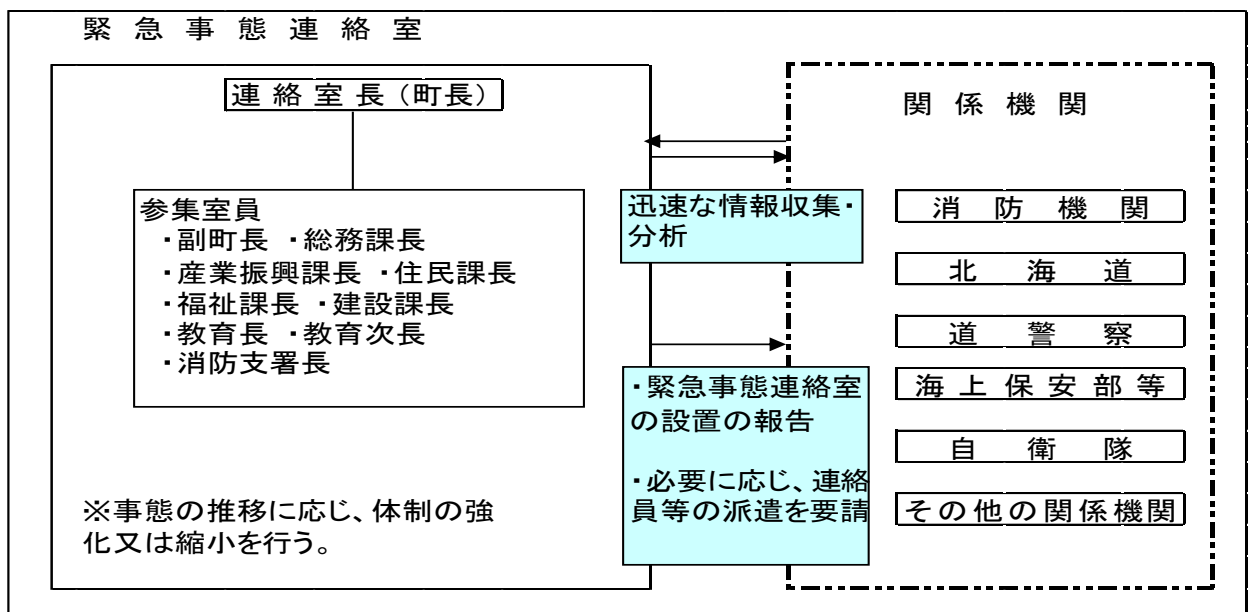 緊急事態連絡室
連絡室長（町長）
参集室員
・副町長 ・総務課長
・産業振興課長 ・住民課長
・福祉課長 ・建設課長
・教育長 ・教育次長
・消防支署長
※事態の推移に応じ、体制の強
化又は縮小を行う。
迅速な情報収集・
分析
・緊急事態連絡室
の設置の報告
・必要に応じ、連絡
員等の派遣を要請
関係機関
消防機関
北海道
道警察
海上保安部等
自衛隊
その他の関係機関